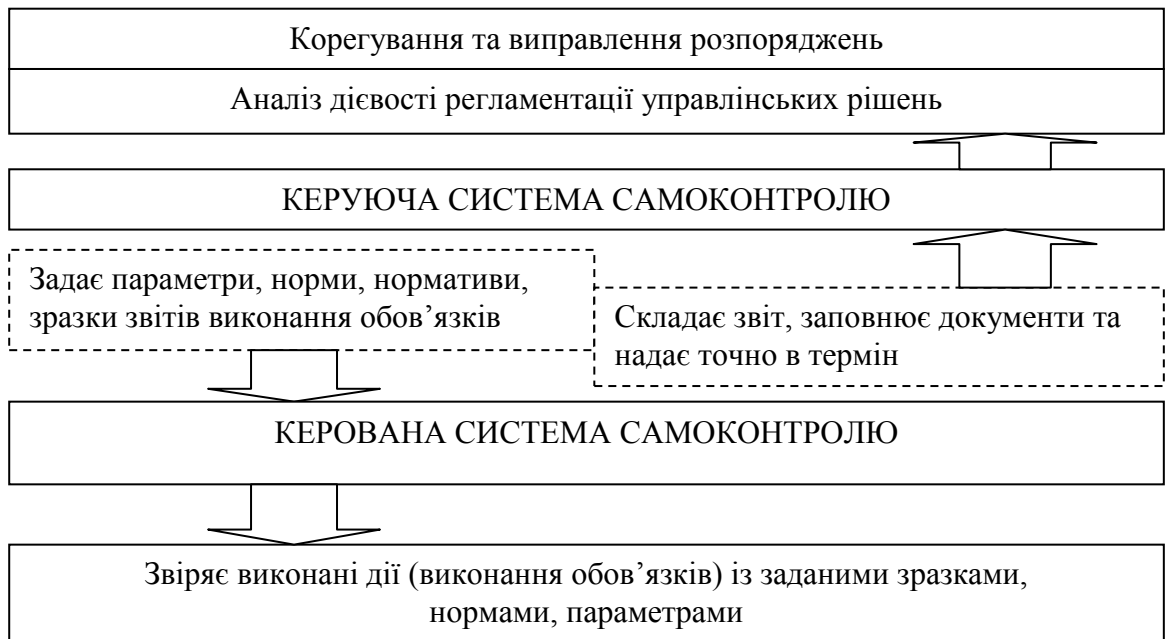 Корегування та виправлення розпоряджень
Аналіз дієвості регламентації управлінських рішень
КЕРУЮЧА СИСТЕМА САМОКОНТРОЛЮ
Задає параметри, норми, нормативи,
зразки звітів виконання обов’язків
Складає звіт, заповнює документи та
надає точно в термін
КЕРОВАНА СИСТЕМА САМОКОНТРОЛЮ
Звіряє виконані дії (виконання обов’язків) із заданими зразками,
нормами, параметрами